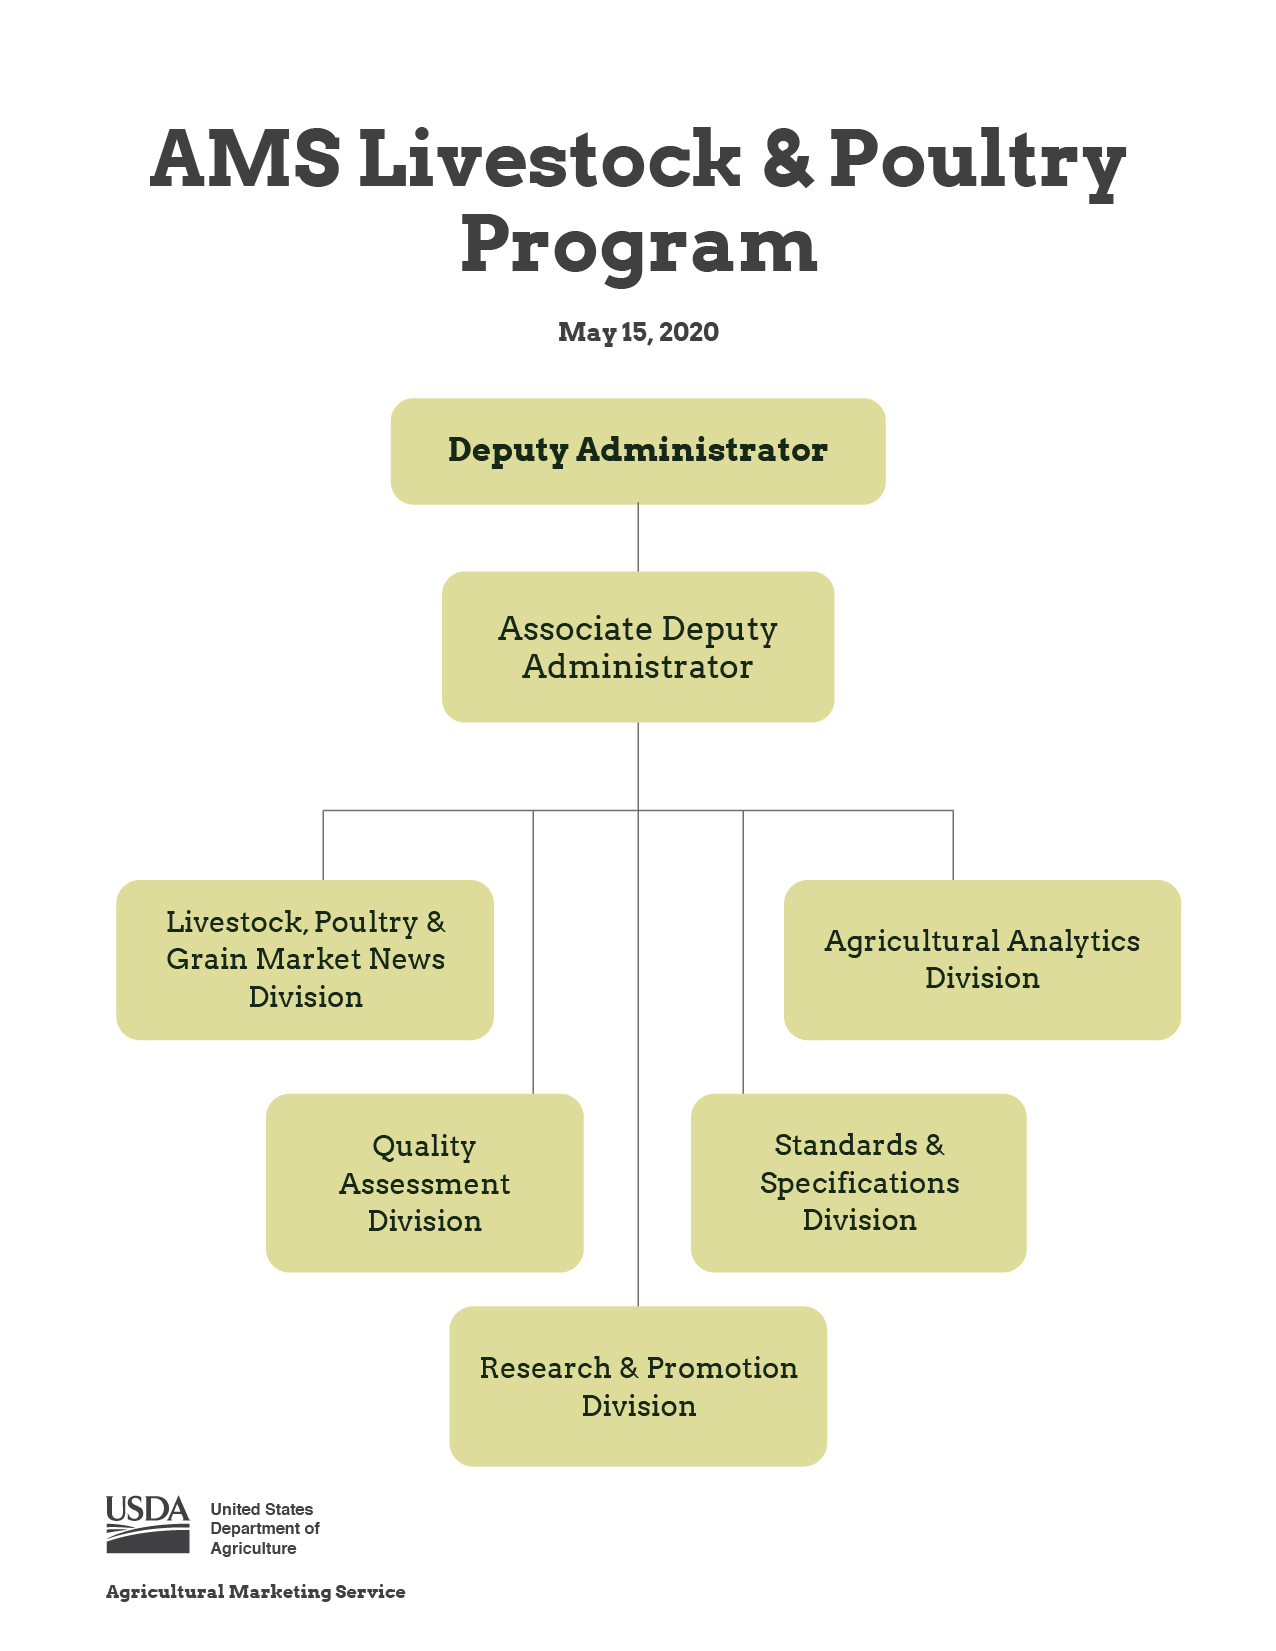 AMS Livestock & Poultry
Program
May 15, 2020
Deputy Administrator
Associate Deputy
Administrator
Livestock, Poultry &
Grain Market News
Division
Agricultural Analytics
Division
Quality
Assessment
Division
Standards &
Specifications
Division
Research & Promotion
Division
USDA
United States
Department of
Agriculture
Agricultural Marketing Service